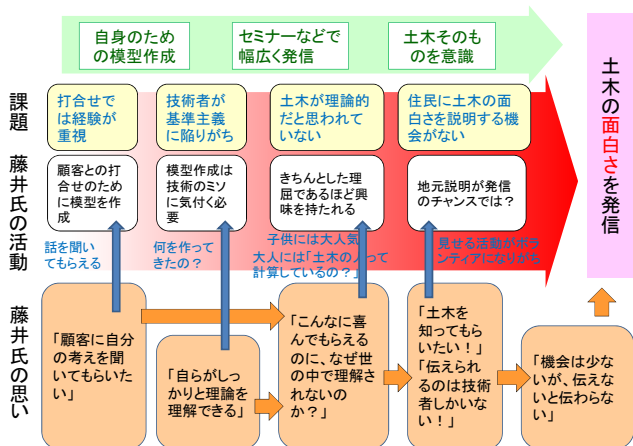 自身のため
の模型作成
セミナーなどで
幅広く発信
土木そのも
のを意識
土木の面白さを発信
課題
打合せで
は経験が
重視
技術者が
基準主義に
陥りがち
土木が理論的
だと思われて
いない
住民に土木の面
白さを説明する機
会がない
藤井氏の活動
顧客との打
合せのため
に模型を作
成
模型作成は
技術のミソ
に気付く必
要
きちんとした理
屈であるほど興
味を持たれる
地元説明が発信
のチャンスでは？
話を聞い
てもらえる
何を作って
きたの？
子供には大人気
大人には「土木の人って
計算しているの？」
見せる活動がボラ
ンティアになりがち
藤井氏の思い
「顧客に自分
の考えを聞
いてもらいた
い」
「自らがしっ
かりと理論を
理解できる」
「こんなに喜
んでもらえる
のに、なぜ世
の中で理解さ
れないの
か？」
「土木を
知ってもら
いたい！」
「伝えられ
るのは技術
者しかいな
い！」
「機会は少な
いが、伝えな
いと伝わらな
い」